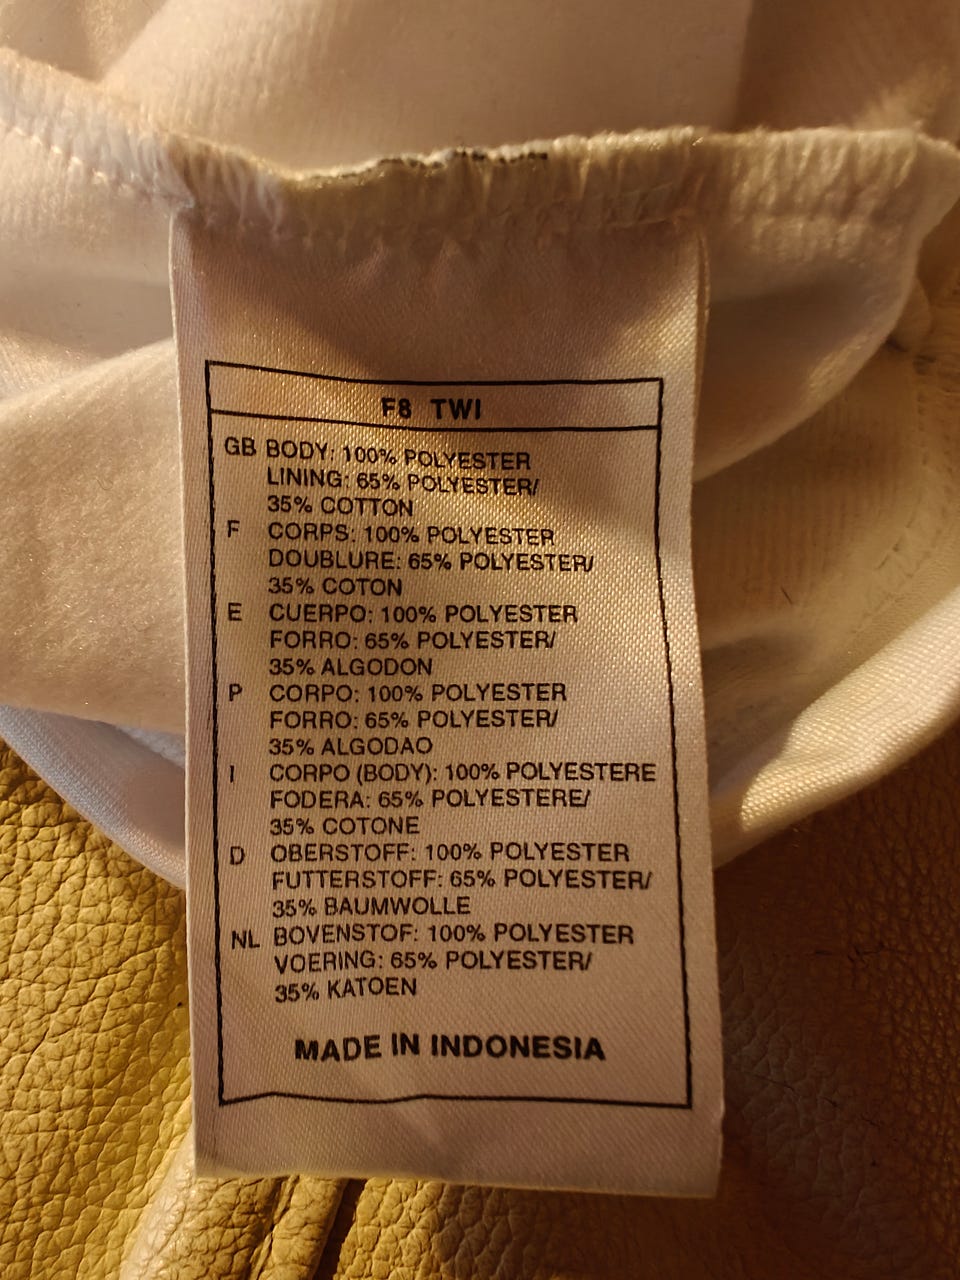 F8 TWI
GB BODY: 100% POLYESTER
LINING: 65% POLYESTER/
35% COTTON
F CORPS: 100% POLYESTER
DOUBLURE: 65% POLYESTER/
35% COTON
E CUERPO: 100% POLYESTER
FORRO: 65% POLYESTER/
35% ALGODON
P CORPO: 100% POLYESTER
FORRO: 65% POLYESTER/
35% ALGODAO
I CORPO (BODY): 100% POLYESTERE
FODERA: 65% POLYESTERE/
35% COTONE
D OBERSTOFF: 100% POLYESTER
FUTTERSTOFF: 65% POLYESTER/
35% BAUMWOLLE
NL BOVENSTOF: 100% POLYESTER
VOERING: 65% POLYESTER/
35% KATOEN
MADE IN INDONESIA